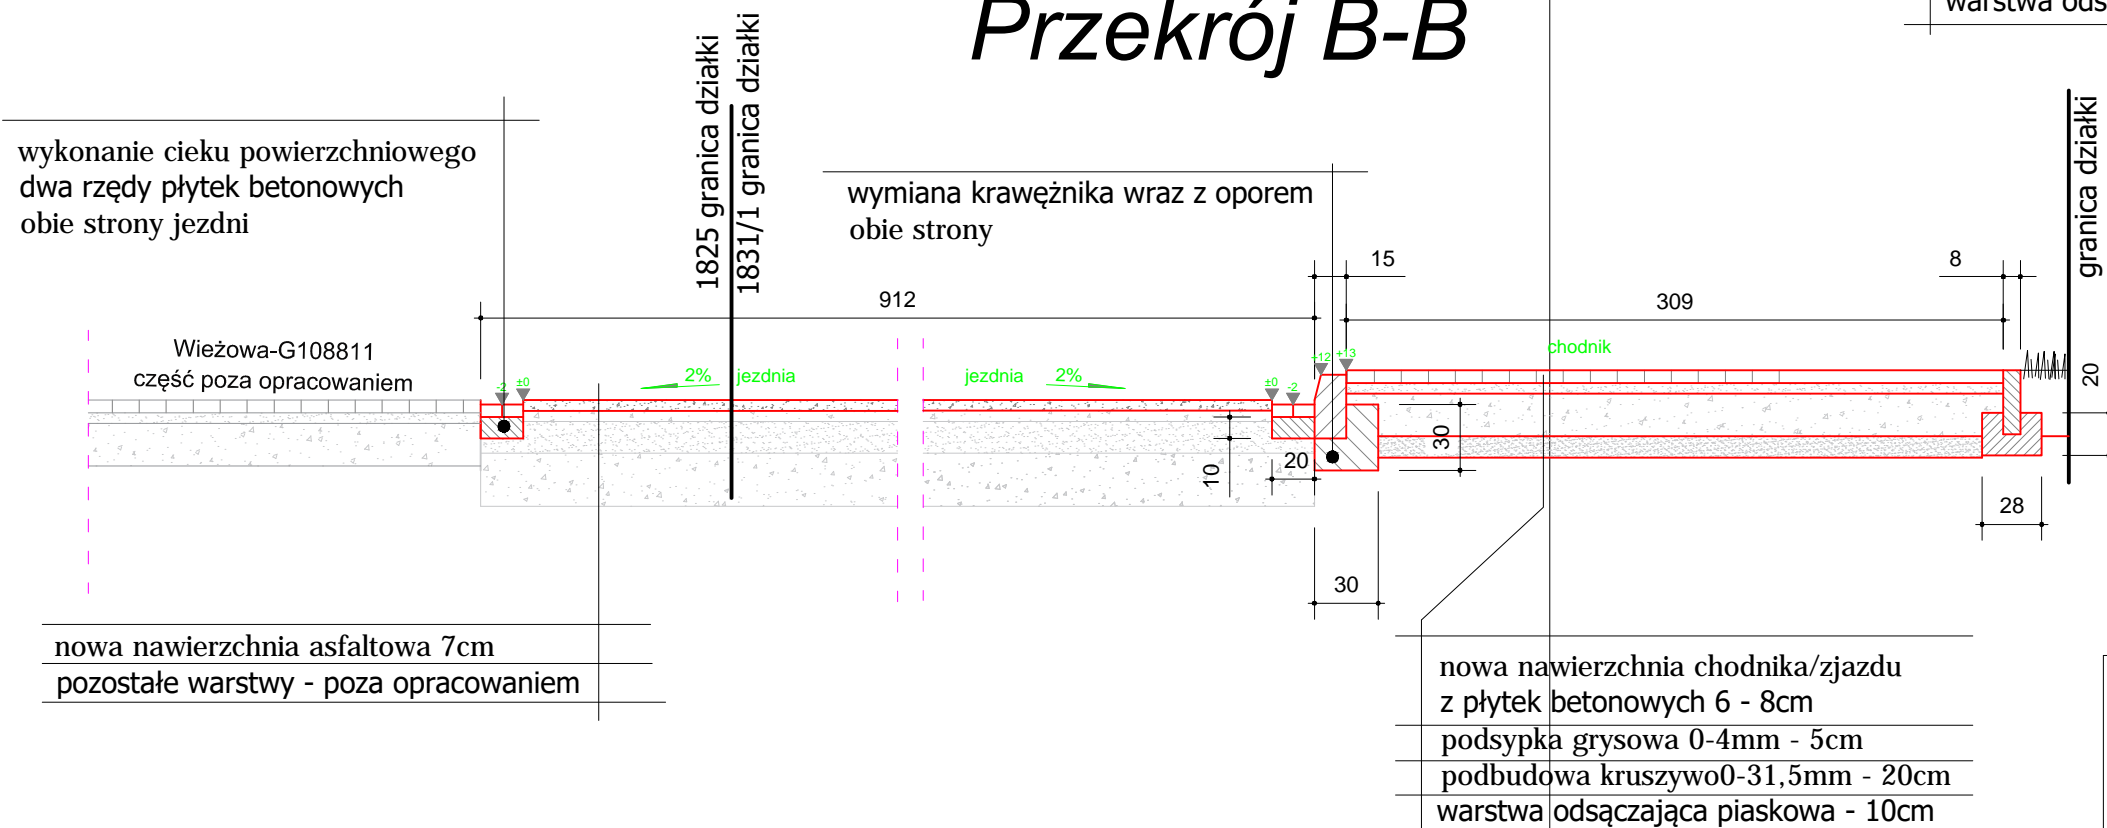 Przekrój B-B
warstwa ods
wykonanie cieku powierzchniowego
dwa rzędy płytek betonowych
obie strony jezdni
1825 granica działki
1831/1 granica działki
wymiana krawężnika wraz z oporem
obie strony
granica działki
15
8
912
309
Wieżowa-G108811
część poza opracowaniem
-2
±0
2%
jezdnia
jezdnia
2%
±0
-2
+12
+13
chodnik
20
10
20
30
28
30
nowa nawierzchnia asfaltowa 7cm
pozostałe warstwy - poza opracowaniem
nowa nawierzchnia chodnika/zjazdu
z płytek betonowych 6 - 8cm
podsypka grysowa 0-4mm - 5cm
podbudowa kruszywo0-31,5mm - 20cm
warstwa odsączająca piaskowa - 10cm